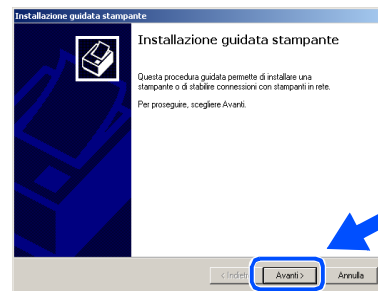 Installazione guidata stampante
Installazione guidata stampante
Questa procedura guidata permette di installare una
stampante o di stabilire connessioni con stampanti in rete.
Per proseguire, scegliere Avanti.
Avanti >
Annulla